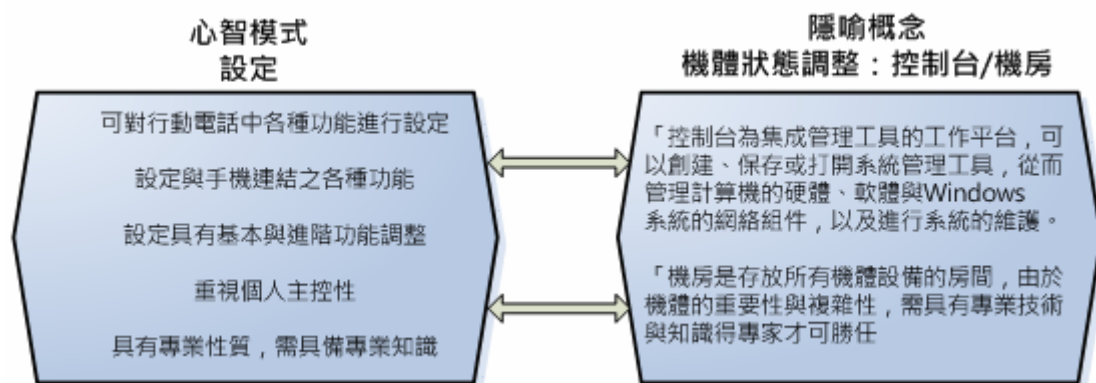 心智模式
設定
可對行動電話中各種功能進行設定
設定與手機連結之各種功能
設定具有基本與進階功能調整
重視個人主控性
具有專業性質，需具備專業知識
隱喻概念
機體狀態調整：控制台/機房
「控制台為集成管理工具的工作平台，可
以創建、保存或打開系統管理工具，從而
管理計算機的硬體、軟體與Windows
系統的網絡組件，以及進行系統的維護。
「機房是存放所有機體設備的房間，由於
機體的重要性與複雜性，需具有專業技術
與知識得專家才可勝任